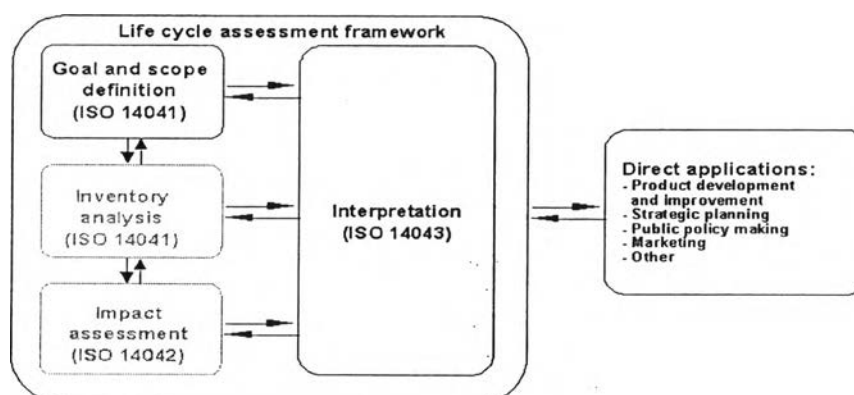 Life cycle assessment framework
Goal and scope
definition
(ISO 14041)
Inventory
analysis
(ISO 14041)
Impact
assessment
(ISO 14042)
Interpretation
(ISO 14043)
Direct applications:
- Product development
and improvement
- Strategic planning
- Public policy making
- Marketing
- Other